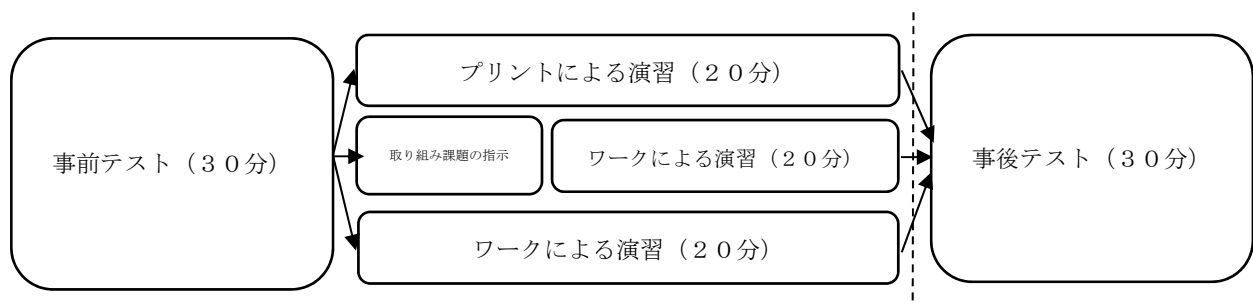 事前テスト（３０分）
プリントによる演習（２０分）
取り組み課題の指示
ワークによる演習（２０分）
ワークによる演習（２０分）
事後テスト（３０分）